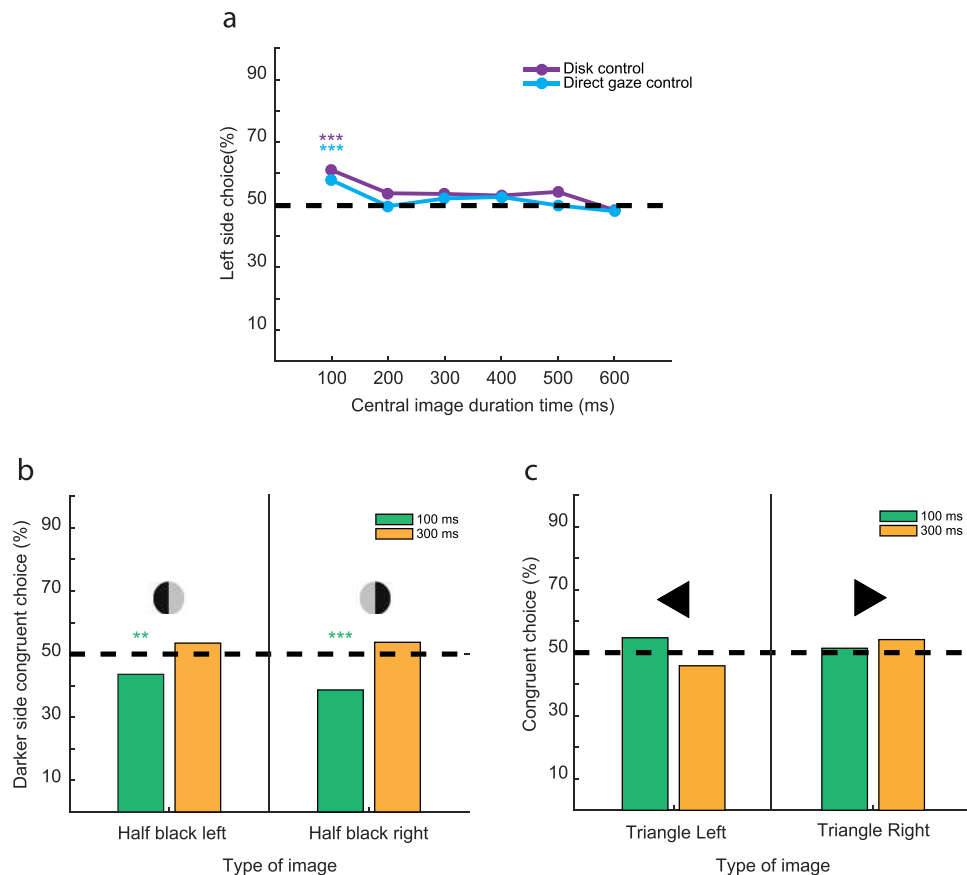 a
Left side choice(%)
90
70
50
30
10
Disk control
Direct gaze control
***
***
100 200 300 400 500 600
Central image duration time (ms)
b
Darker side congruent choice (%)
90
70
50
30
10
100 ms
300 ms
** ***
Half black left Half black right
Type of image
c
Congruent choice (%)
90
70
50
30
10
100 ms
300 ms
Triangle Left Triangle Right
Type of image